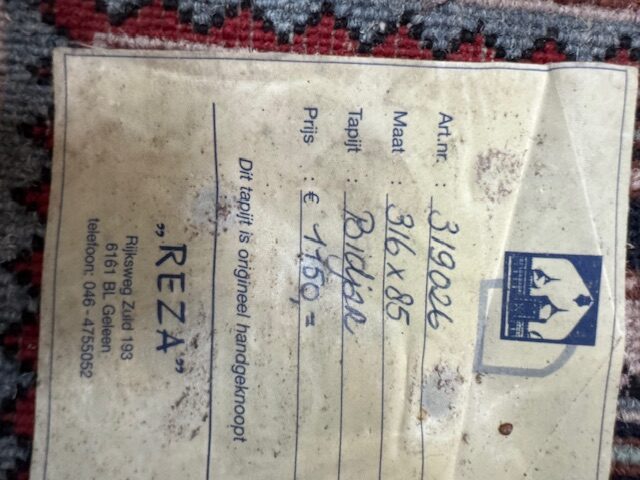 Art.nr. : 319026
Maat : 316 x 85
Tapijt : Bidjar
Prijs : € 1150,=
Dit tapijt is origineel handgeknoopt
„REZA”
Rijksweg Zuid 193
6161 BL Geleen
telefoon: 046-4755052